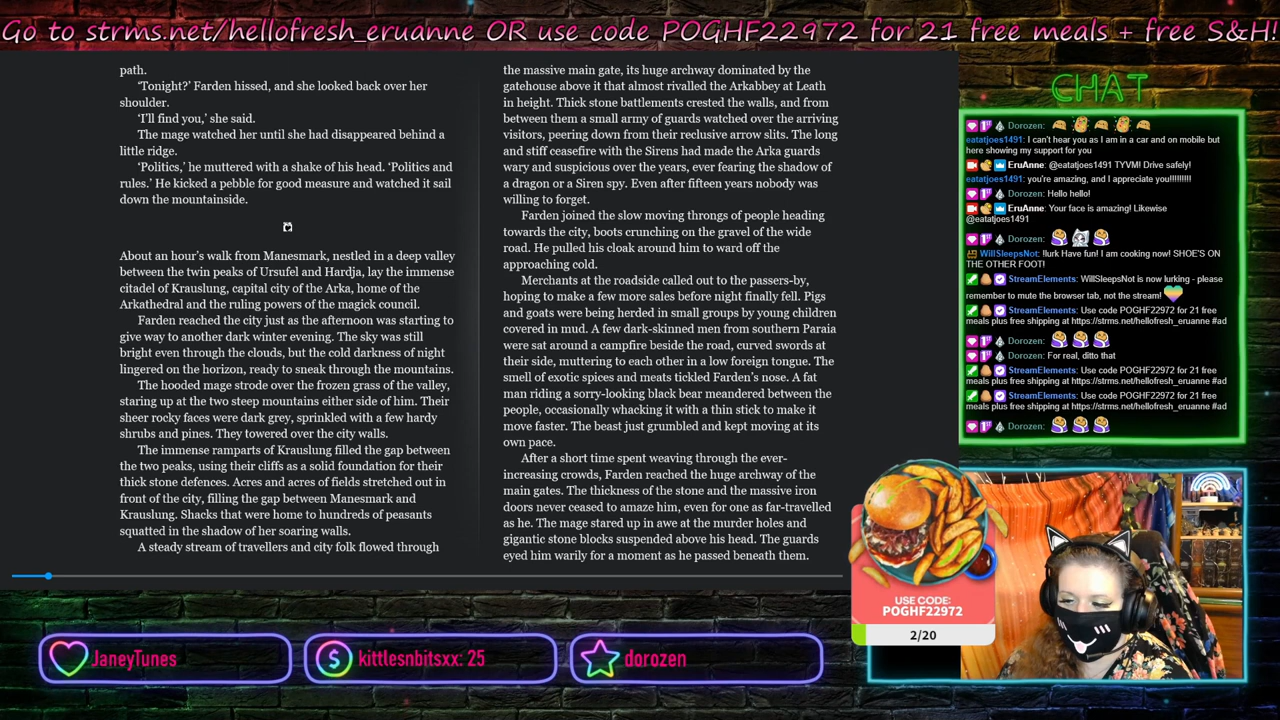 Go to strms.net/hellofresh_eruanne OR use code POGHF22972 for 21 free meals + free S&H!
path.
‘Tonight?’ Farden hissed, and she looked back over her
shoulder.
‘I’ll find you,’ she said.
The mage watched her until she had disappeared behind a
little ridge.
‘Politics,’ he muttered with a shake of his head. ‘Politics and
rules.’ He kicked a pebble for good measure and watched it sail
down the mountainside.
About an hour’s walk from Manesmark, nestled in a deep valley
between the twin peaks of Ursufel and Hardja, lay the immense
citadel of Krauslung, capital city of the Arka, home of the
Arkathedral and the ruling powers of the magick council.
Farden reached the city just as the afternoon was starting to
give way to another dark winter evening. The sky was still
bright even through the clouds, but the cold darkness of night
lingered on the horizon, ready to sneak through the mountains.
The hooded mage strode over the frozen grass of the valley,
staring up at the two steep mountains either side of him. Their
sheer rocky faces were dark grey, sprinkled with a few hardy
shrubs and pines. They towered over the city walls.
The immense ramparts of Krauslung filled the gap between
the two peaks, using their cliffs as a solid foundation for their
thick stone defences. Acres and acres of fields stretched out in
front of the city, filling the gap between Manesmark and
Krauslung. Shacks that were home to hundreds of peasants
squatted in the shadow of her soaring walls.
A steady stream of travellers and city folk flowed through
the massive main gate, its huge archway dominated by the
gatehouse above it that almost rivalled the Arkabbey at Leath
in height. Thick stone battlements crested the walls, and from
between them a small army of guards watched over the arriving
visitors, peering down from their reclusive arrow slits. The long
and stiff ceasefire with the Sirens had made the Arka guards
wary and suspicious over the years, ever fearing the shadow of
a dragon or a Siren spy. Even after fifteen years nobody was
willing to forget.
Farden joined the slow moving throngs of people heading
towards the city, boots crunching on the gravel of the wide
road. He pulled his cloak around him to ward off the
approaching cold.
Merchants at the roadside called out to the passers-by,
hoping to make a few more sales before night finally fell. Pigs
and goats were being herded in small groups by young children
covered in mud. A few dark-skinned men from southern Paraia
were sat around a campfire beside the road, curved swords at
their side, muttering to each other in a low foreign tongue. The
smell of exotic spices and meats tickled Farden’s nose. A fat
man riding a sorry-looking black bear meandered between the
people, occasionally whacking it with a thin stick to make it
move faster. The beast just grumbled and kept moving at its
own pace.
After a short time spent weaving through the ever-
increasing crowds, Farden reached the huge archway of the
main gates. The thickness of the stone and the massive iron
doors never ceased to amaze him, even for one as far-travelled
as he. The mage stared up in awe at the murder holes and
gigantic stone blocks suspended above his head. The guards
eyed him warily for a moment as he passed beneath them.
CHAT
Dorozen:
eatatjoes1491: I can't hear you as I am in a car and on mobile but
here showing my support for you
EruAnne: @eatatjoes1491 TYVM! Drive safely!
eatatjoes1491: you're amazing, and I appreciate you!!!!!!!!!
Dorozen: Hello hello!
EruAnne: Your face is amazing! Likewise
@eatatjoes1491
Dorozen:
WillSleepsNot: !lurk Have fun! I am cooking now! SHOE'S ON
THE OTHER FOOT!
StreamElements: WillSleepsNot is now lurking - please
remember to mute the browser tab, not the stream!
StreamElements: Use code POGHF22972 for 21 free
meals plus free shipping at https://strms.net/hellofresh_eruanne #ad
Dorozen:
Dorozen: For real, ditto that
StreamElements: Use code POGHF22972 for 21 free
meals plus free shipping at https://strms.net/hellofresh_eruanne #ad
StreamElements: Use code POGHF22972 for 21 free
meals plus free shipping at https://strms.net/hellofresh_eruanne #ad
Dorozen:
USE CODE:
POGHF22972
2/20
JaneyTunes
kittlesnbitsxx: 25
dorozen